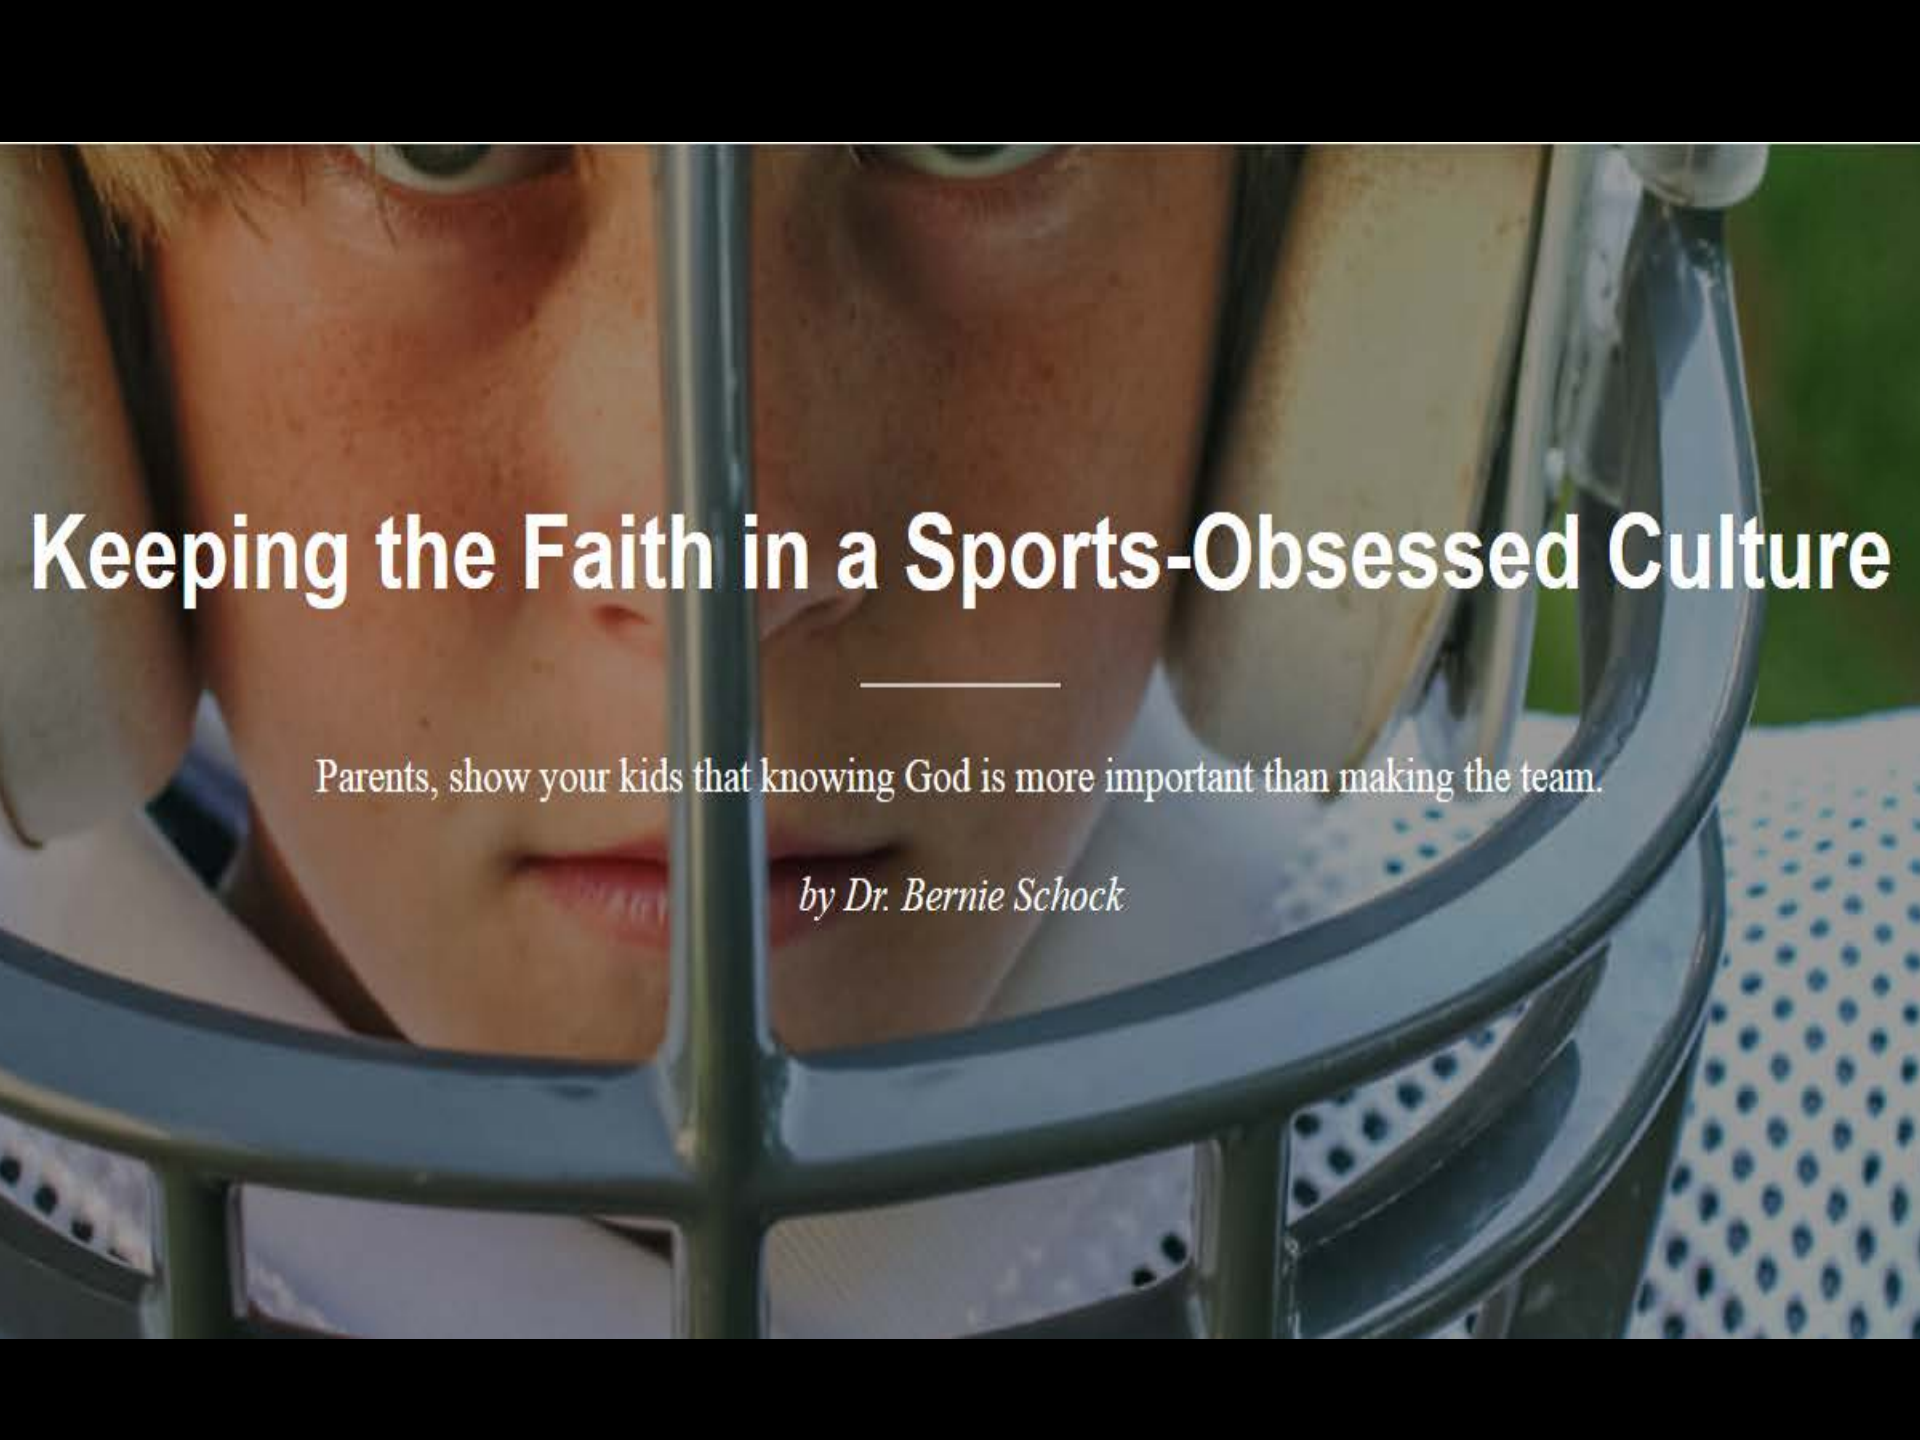 Keeping the Faith in a Sports-Obsessed Culture
Parents, show your kids that knowing God is more important than making the team.
by Dr. Bernie Schock